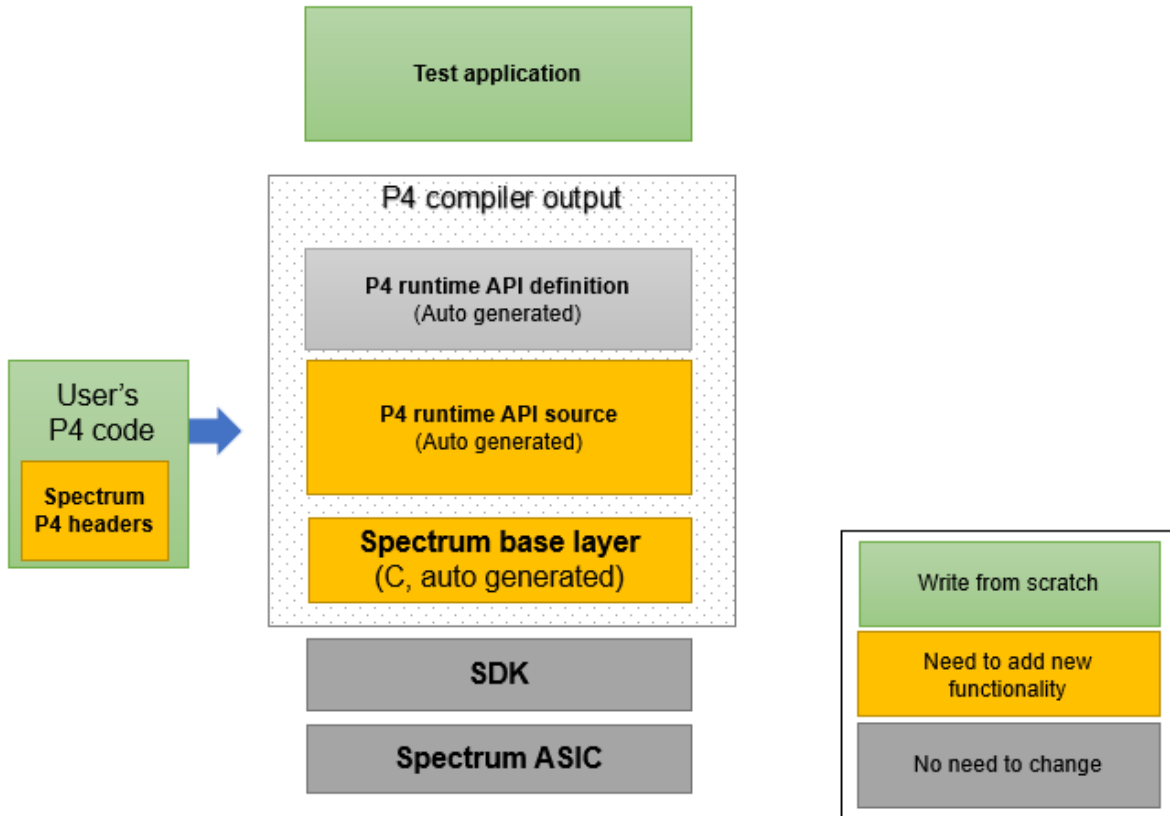 Test application
P4 compiler output
P4 runtime API definition
(Auto generated)
P4 runtime API source
(Auto generated)
User’s
P4 code
Spectrum
P4 headers
Spectrum base layer
(C, auto generated)
SDK
Spectrum ASIC
Write from scratch
Need to add new
functionality
No need to change